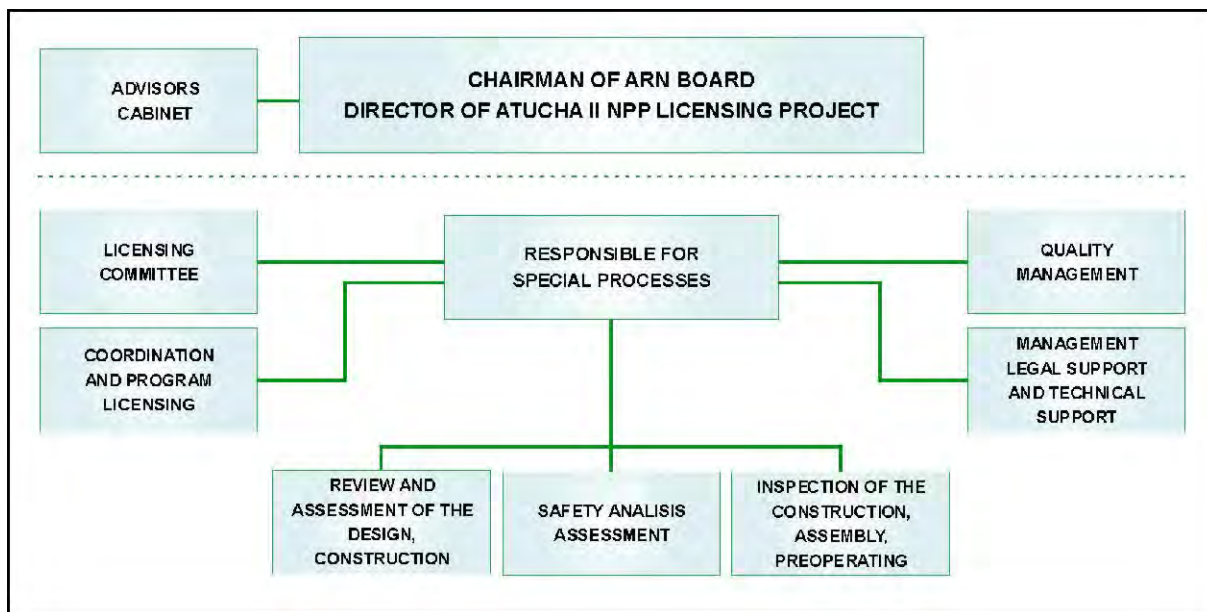 ADVISORS
CABINET
CHAIRMAN OF ARN BOARD
DIRECTOR OF ATUCHA II NPP LICENSING PROJECT
LICENSING
COMMITTEE
RESPONSIBLE FOR
SPECIAL PROCESSES
QUALITY
MANAGEMENT
COORDINATION
AND PROGRAM
LICENSING
MANAGEMENT
LEGAL SUPPORT
AND TECHNICAL
SUPPORT
REVIEW AND
ASSESSMENT OF THE
DESIGN,
CONSTRUCTION
SAFETY ANALISIS
ASSESSMENT
INSPECTION OF THE
CONSTRUCTION,
ASSEMBLY,
PREOPERATING